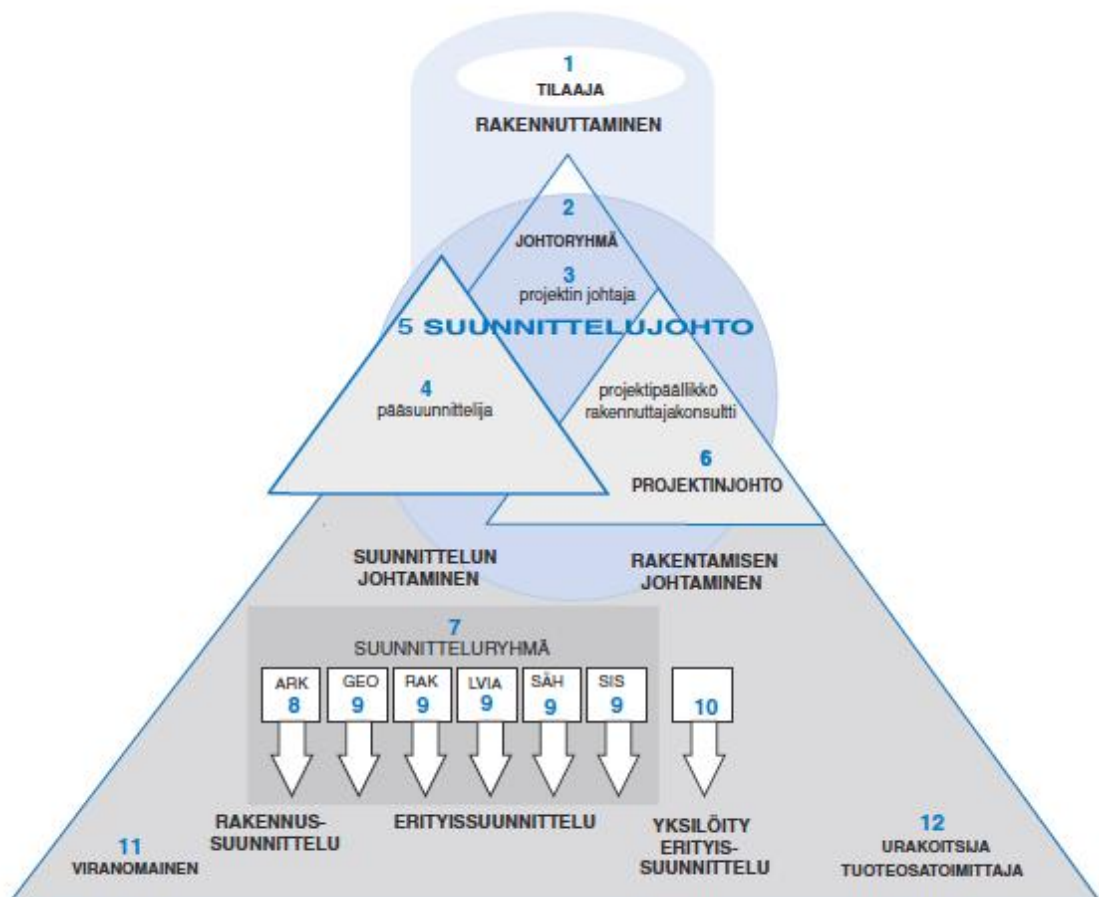 1
TILAAJA
RAKENNUTTAMINEN
2
JOHTORYHMÄ
3
projektin johtaja
5 SUUNNITTELUJOHTO
4
pääsuunnittelija
projektipäällikkö
rakennuttajakonsultti
6
PROJEKTINJOHTO
SUUNNITTELUN
JOHTAMINEN
RAKENTAMISEN
JOHTAMINEN
7
SUUNNITTELURYHMÄ
ARK
8
GEO
9
RAK
9
LVIA
9
SÄH
9
SIS
9
10
RAKENNUS-
SUUNNITTELU
ERITYISSUUNNITTELU
YKSILÖITY
ERITYIS-
SUUNNITTELU
11
VIRANOMAINEN
12
URAKOITSIJA
TUOTEOSATOIMITTAJA